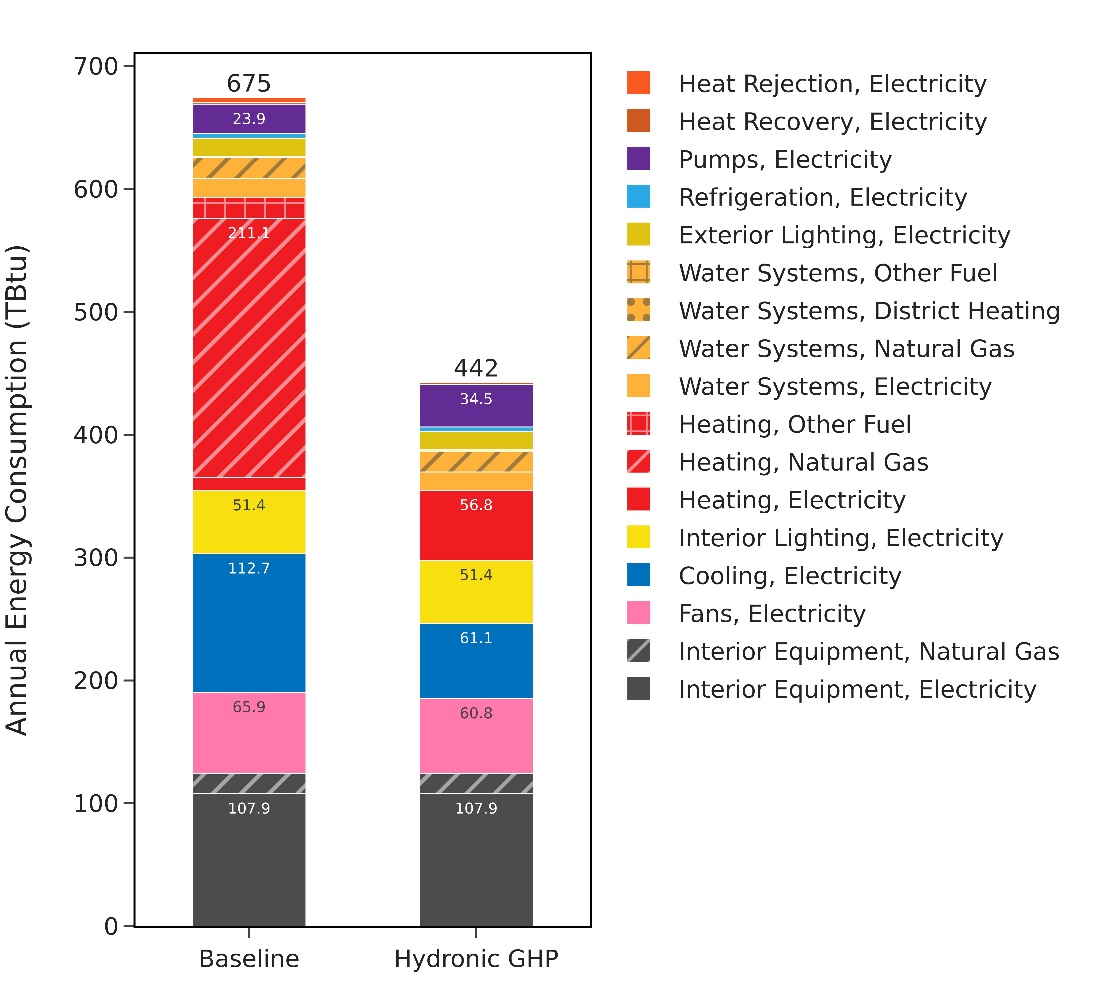 Annual Energy Consumption (TBtu)
700
600
500
400
300
200
100
0
675
23.9
211.1
51.4
112.7
65.9
107.9
442
34.5
56.8
51.4
61.1
60.8
107.9
Baseline
Hydronic GHP
Heat Rejection, Electricity
Heat Recovery, Electricity
Pumps, Electricity
Refrigeration, Electricity
Exterior Lighting, Electricity
Water Systems, Other Fuel
Water Systems, District Heating
Water Systems, Natural Gas
Water Systems, Electricity
Heating, Other Fuel
Heating, Natural Gas
Heating, Electricity
Interior Lighting, Electricity
Cooling, Electricity
Fans, Electricity
Interior Equipment, Natural Gas
Interior Equipment, Electricity